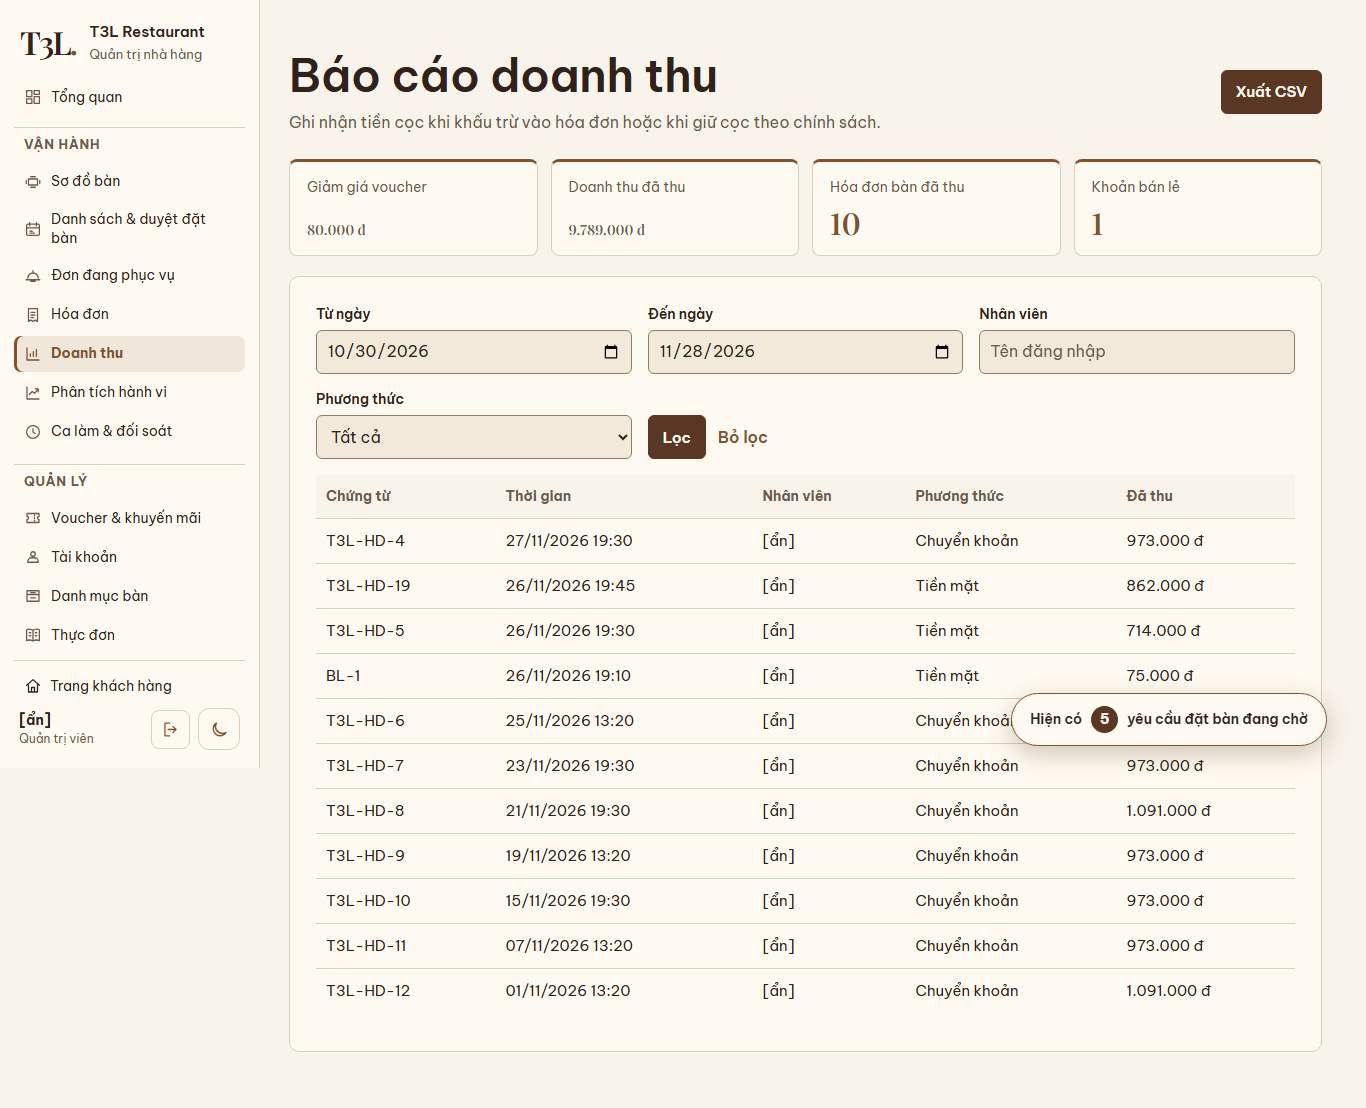 T3L.
T3L Restaurant
Quản trị nhà hàng
Tổng quan
VẬN HÀNH
Sơ đồ bàn
Danh sách & duyệt đặt
bàn
Đơn đang phục vụ
Hóa đơn
Doanh thu
Phân tích hành vi
Ca làm & đối soát
QUẢN LÝ
Voucher & khuyến mãi
Tài khoản
Danh mục bàn
Thực đơn
Trang khách hàng
[ẩn]
Quản trị viên
Báo cáo doanh thu
Ghi nhận tiền cọc khi khấu trừ vào hóa đơn hoặc khi giữ cọc theo chính sách.
Xuất CSV
Giảm giá voucher
80.000 đ
Doanh thu đã thu
9.789.000 đ
Hóa đơn bàn đã thu
10
Khoản bán lẻ
1
Từ ngày
10/30/2026
Đến ngày
11/28/2026
Nhân viên
Tên đăng nhập
Phương thức
Tất cả
Lọc
Bỏ lọc
Chứng từ Thời gian Nhân viên Phương thức Đã thu
T3L-HD-4 27/11/2026 19:30 [ẩn] Chuyển khoản 973.000 đ
T3L-HD-19 26/11/2026 19:45 [ẩn] Tiền mặt 862.000 đ
T3L-HD-5 26/11/2026 19:30 [ẩn] Tiền mặt 714.000 đ
BL-1 26/11/2026 19:10 [ẩn] Tiền mặt 75.000 đ
T3L-HD-6 25/11/2026 13:20 [ẩn] Chuyển
Hiện có 5 yêu cầu đặt bàn đang chờ
T3L-HD-7 23/11/2026 19:30 [ẩn] Chuyển khoản 973.000 đ
T3L-HD-8 21/11/2026 19:30 [ẩn] Chuyển khoản 1.091.000 đ
T3L-HD-9 19/11/2026 13:20 [ẩn] Chuyển khoản 973.000 đ
T3L-HD-10 15/11/2026 19:30 [ẩn] Chuyển khoản 973.000 đ
T3L-HD-11 07/11/2026 13:20 [ẩn] Chuyển khoản 973.000 đ
T3L-HD-12 01/11/2026 13:20 [ẩn] Chuyển khoản 1.091.000 đ